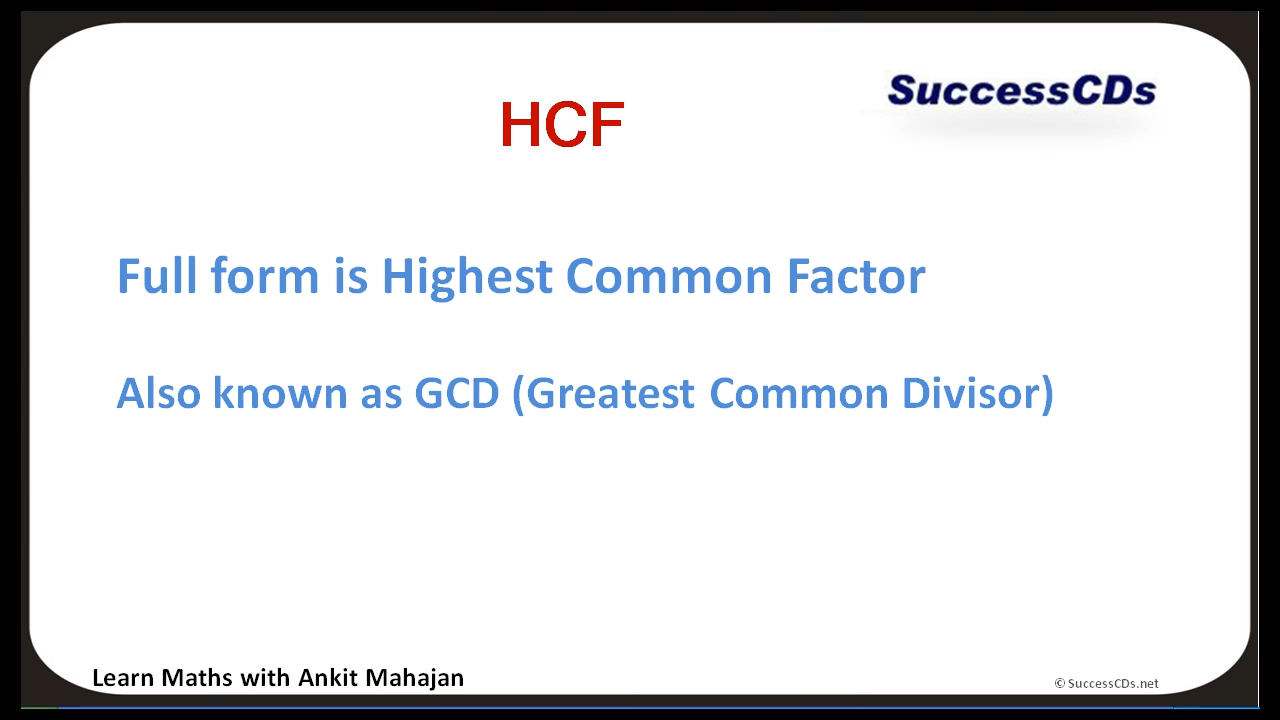 SuccessCDs
HCF
Full form is Highest Common Factor
Also known as GCD (Greatest Common Divisor)
Learn Maths with Ankit Mahajan
© SuccessCDs.net